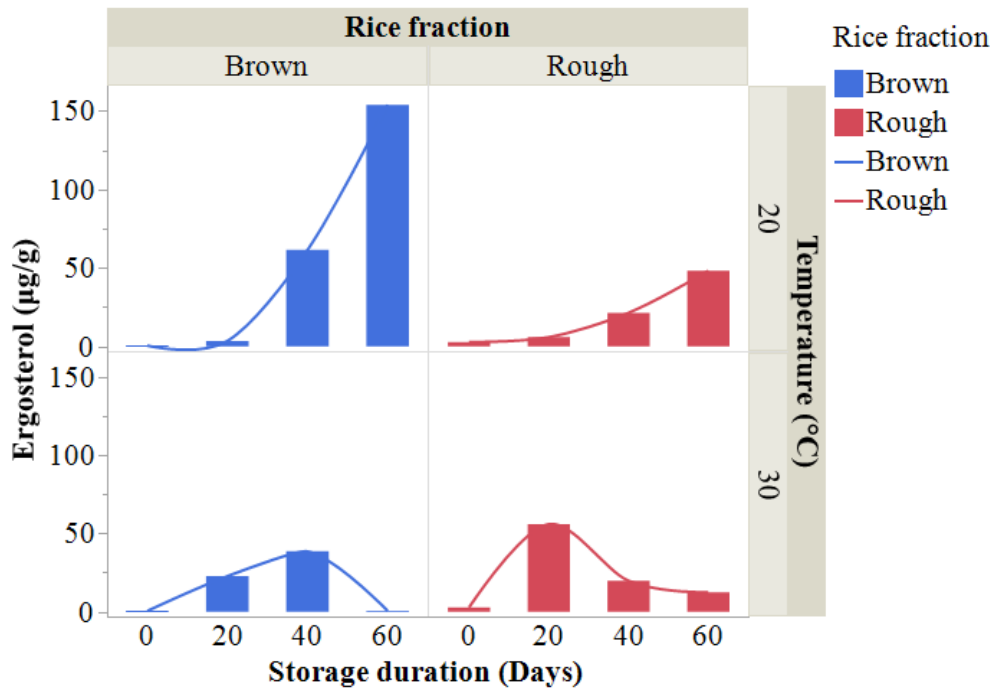 Rice fraction
Brown Rough
Rice fraction
Brown
Rough
Brown
Rough
Ergosterol (µg/g)
150
100
50
0
150
100
50
0
20
30
Temperature (°C)
0 20 40 60 0 20 40 60
Storage duration (Days)